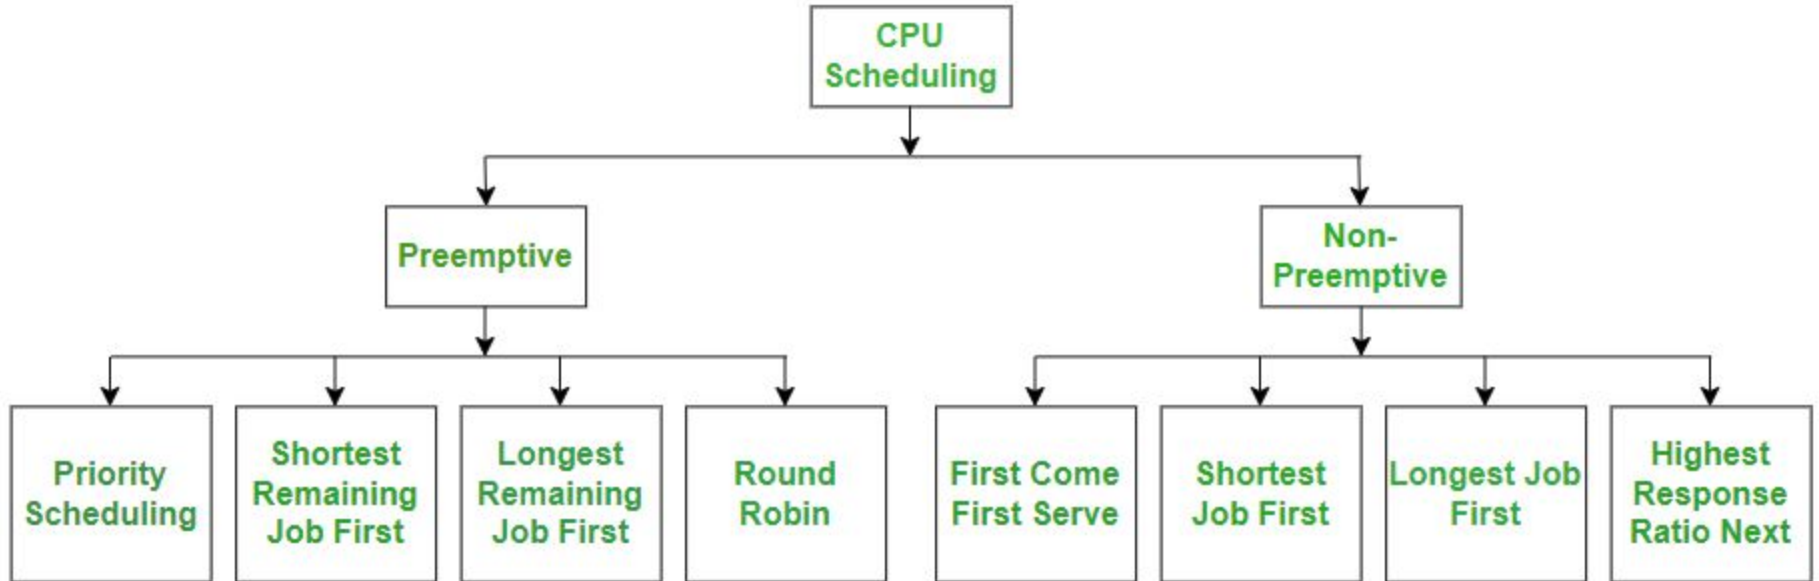 CPU
Scheduling
Preemptive
Non-
Preemptive
Priority
Scheduling
Shortest
Remaining
Job First
Longest
Remaining
Job First
Round
Robin
First Come
First Serve
Shortest
Job First
Longest Job
First
Highest
Response
Ratio Next